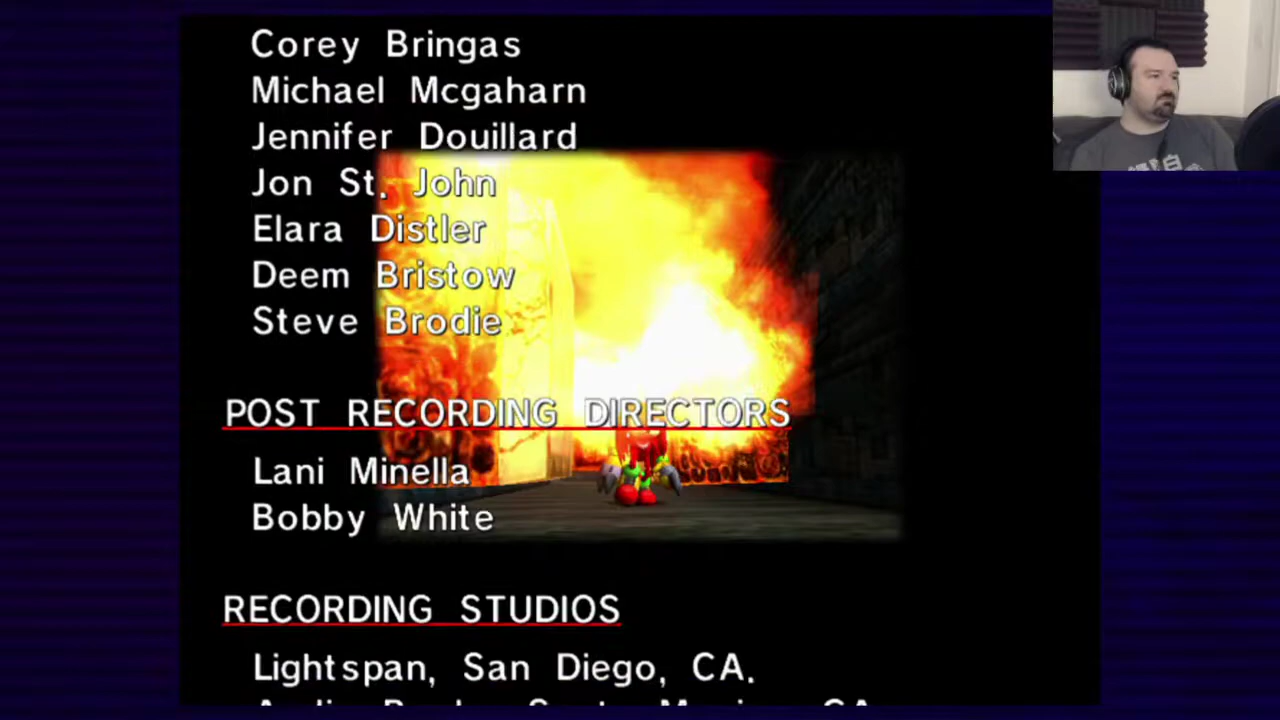 Corey Bringas
Michael Mcgaharn
Jennifer Douillard
Jon St. John
Elara Distler
Deem Bristow
Steve Brodie
POST RECORDING DIRECTORS
Lani Minella
Bobby White
RECORDING STUDIOS
Lightspan, San Diego, CA.